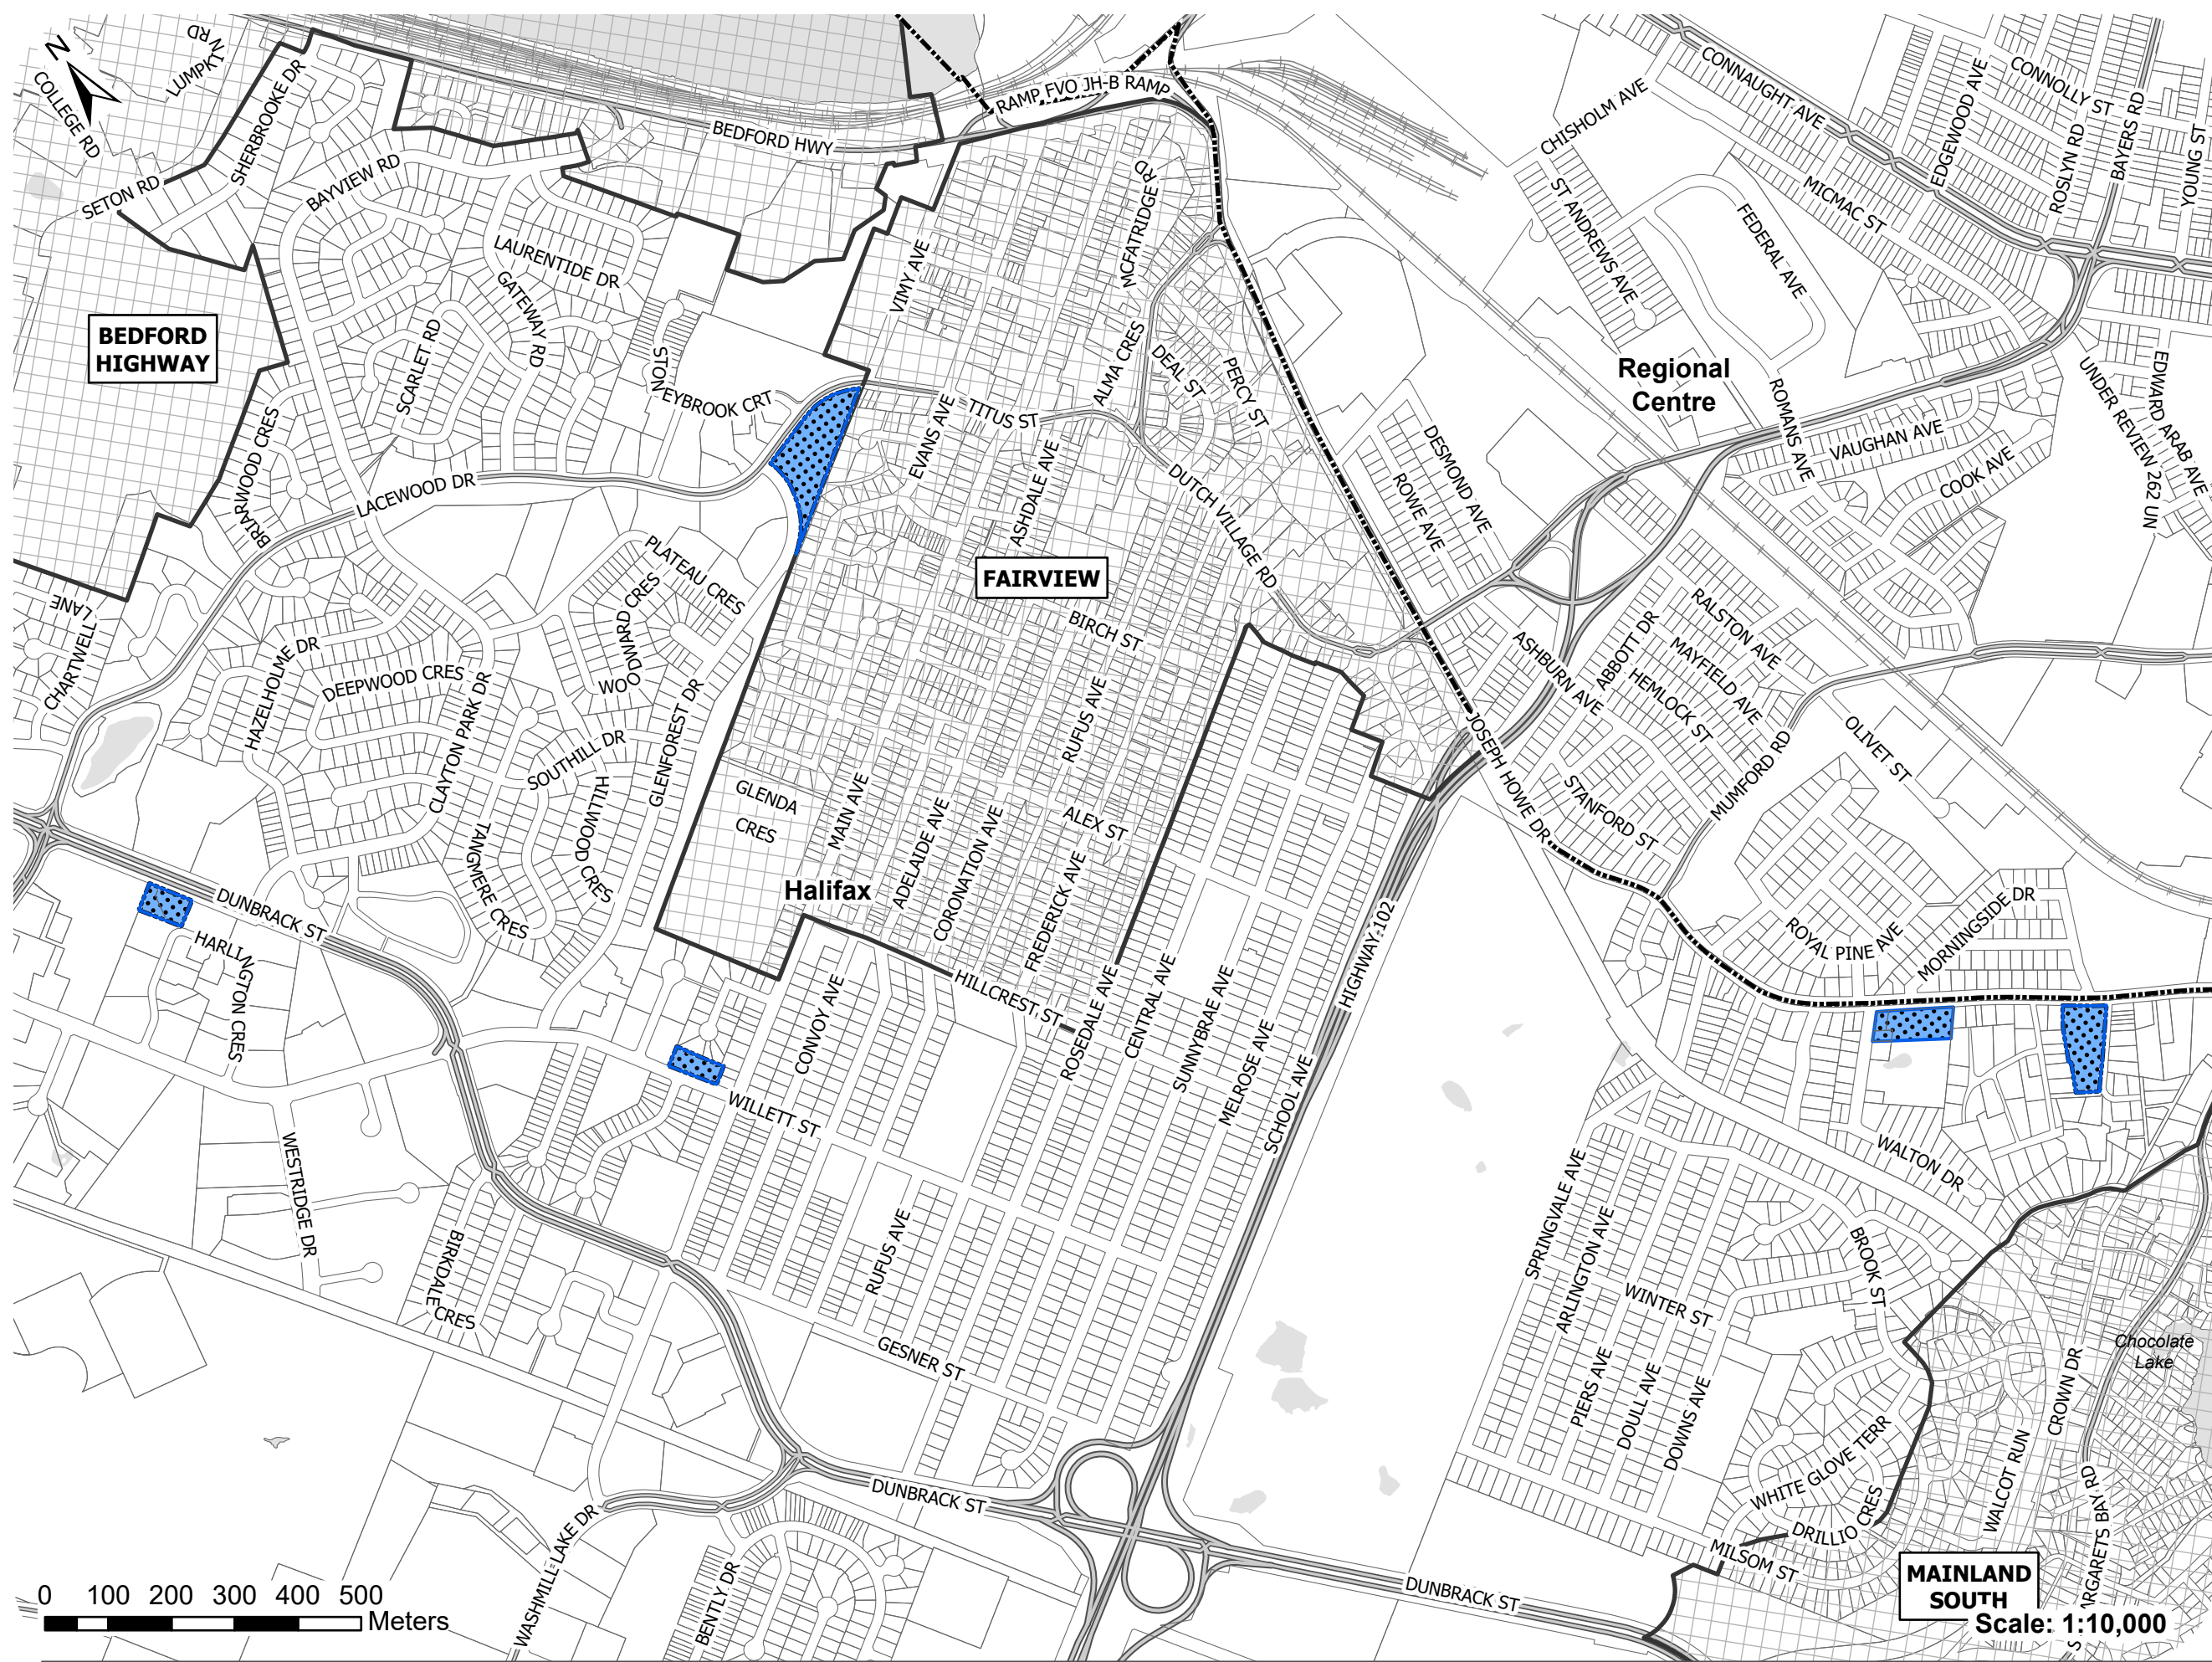 N
COLLEGE RD
LUMPKIN RD
SHERBROOKE DR
SETON RD
BAYVIEW RD
BEDFORD HWY
RAMP FVO JH-B RAMP
CHISHOLM AVE
CONNAUGHT AVE
EDGEWOOD AVE
CONNOLLY ST
ROSLYN RD
BAYERS RD
YOUNG ST
MICMAC ST
ST ANDREWS AVE
FEDERAL AVE
MCFATRIDGE RD
VIMY AVE
LAURENTIDE DR
GATEWAY RD
SCARLET RD
STONEYBROOK CRT
BEDFORD
HIGHWAY
ALMA CRES
DEAL ST
PERCY ST
Regional
Centre
ROMANS AVE
UNDER REVIEW 262 UN
EDWARD ARAB AVE
VAUGHAN AVE
COOK AVE
DESMOND AVE
ROWE AVE
TITUS ST
EVANS AVE
ASHDALE AVE
DUTCH VILLAGE RD
BRIARWOOD CRES
LACEWOOD DR
PLATEAU CRES
WOODWARD CRES
FAIRVIEW
BIRCH ST
CHARTWELL LANE
HAZELHOLME DR
DEEPWOOD CRES
CLAYTON PARK DR
SOUTHILL DR
GLENFOREST DR
HILLWOOD CRES
TANGMERE CRES
GLENDA
CRES
MAIN AVE
ADELAIDE AVE
CORONATION AVE
RUFUS AVE
ALEX ST
FREDERICK AVE
ASHBURN AVE
ABBOTT DR
RALSTON AVE
MAYFIELD AVE
HEMLOCK ST
MUMFORD RD
OLIVET ST
JOSEPH HOWE DR
STANFORD ST
Halifax
HIGHWAY 102
ROYAL PINE AVE
MORNINGSIDE DR
DUNBRACK ST
HARLINGTON CRES
HILLCREST ST
CONVOY AVE
ROSEDALE AVE
CENTRAL AVE
SUNNYBRAE AVE
MELROSE AVE
SCHOOL AVE
WILLETT ST
WESTRIDGE DR
BIRKDALE CRES
RUFUS AVE
GESNER ST
SPRINGVALE AVE
ARLINGTON AVE
WINTER ST
PIERS AVE
DOULL AVE
DOWNS AVE
WALTON DR
BROOK ST
WHITE GLOVE TERR
DRILLIO CRES
MILSOM ST
Chocolate
Lake
CROWN DR
WALCOT RUN
DUNBRACK ST
DUNBRACK ST
WASHMILL LAKE DR
BENTLY DR
MAINLAND
SOUTH
0 100 200 300 400 500
Meters
Scale: 1:10,000